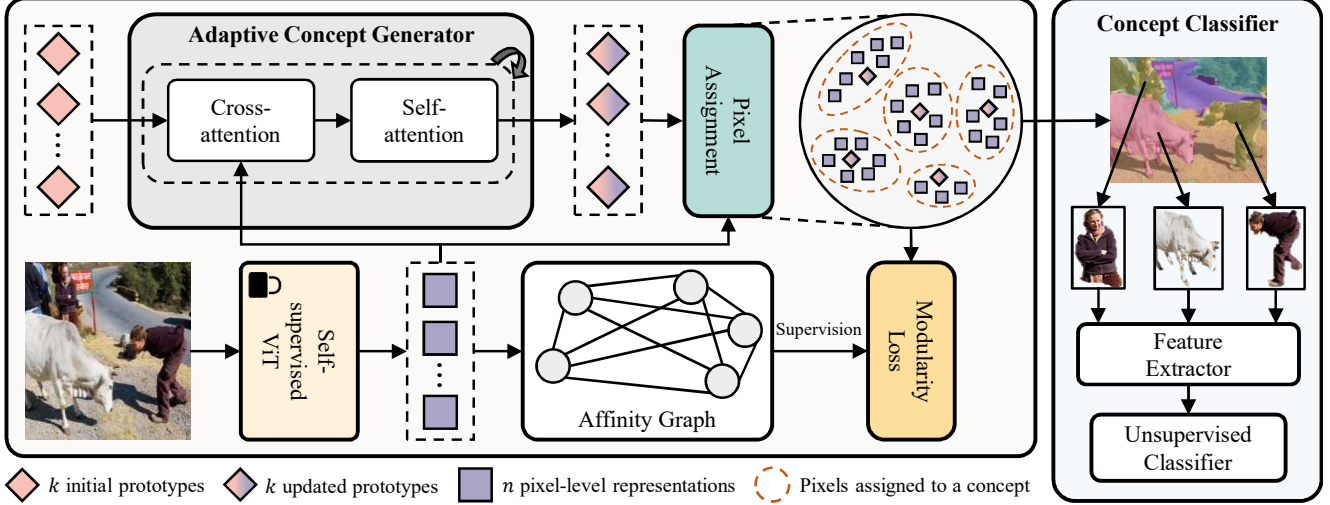 Adaptive Concept Generator
Cross-
attention
Self-
attention
Pixel
Assignment
Self-
supervised
ViT
Affinity Graph
Supervision
Modularity
Loss
Concept Classifier
Feature
Extractor
Unsupervised
Classifier
k initial prototypes
k updated prototypes
n pixel-level representations
Pixels assigned to a concept